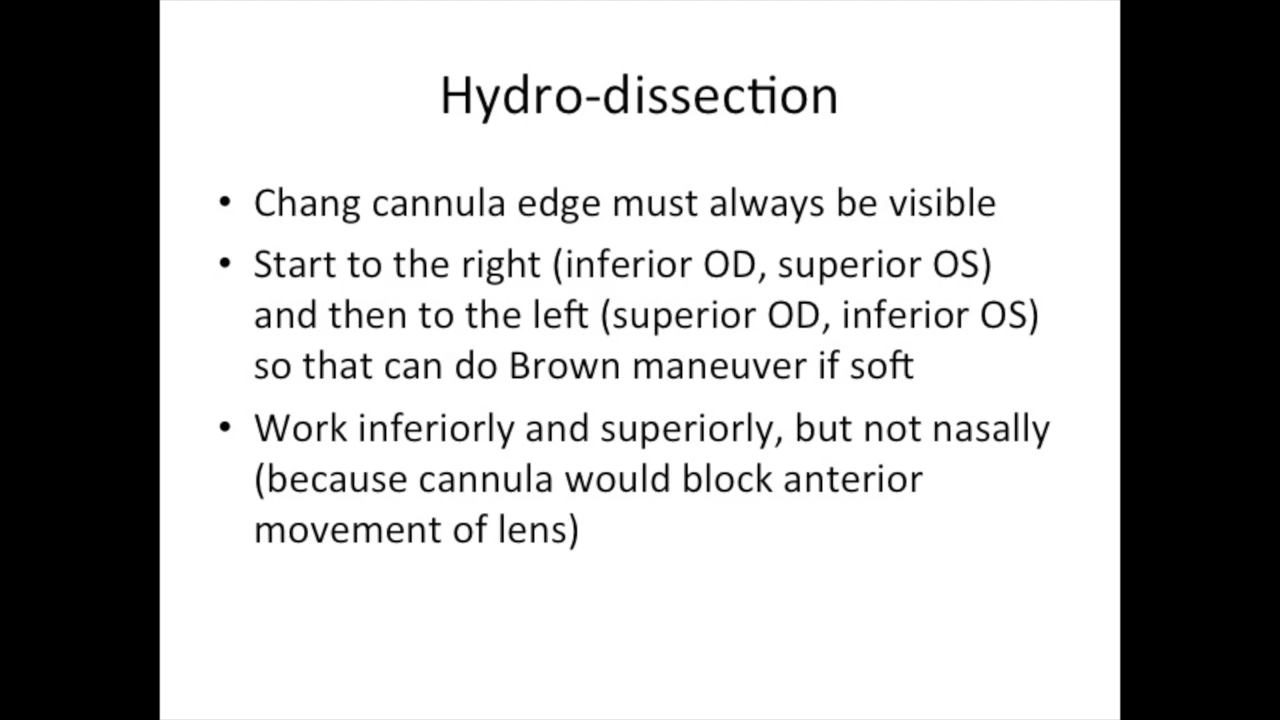 Hydro-dissection
• Chang cannula edge must always be visible
• Start to the right (inferior OD, superior OS)
and then to the left (superior OD, inferior OS)
so that can do Brown maneuver if soft
• Work inferiorly and superiorly, but not nasally
(because cannula would block anterior
movement of lens)